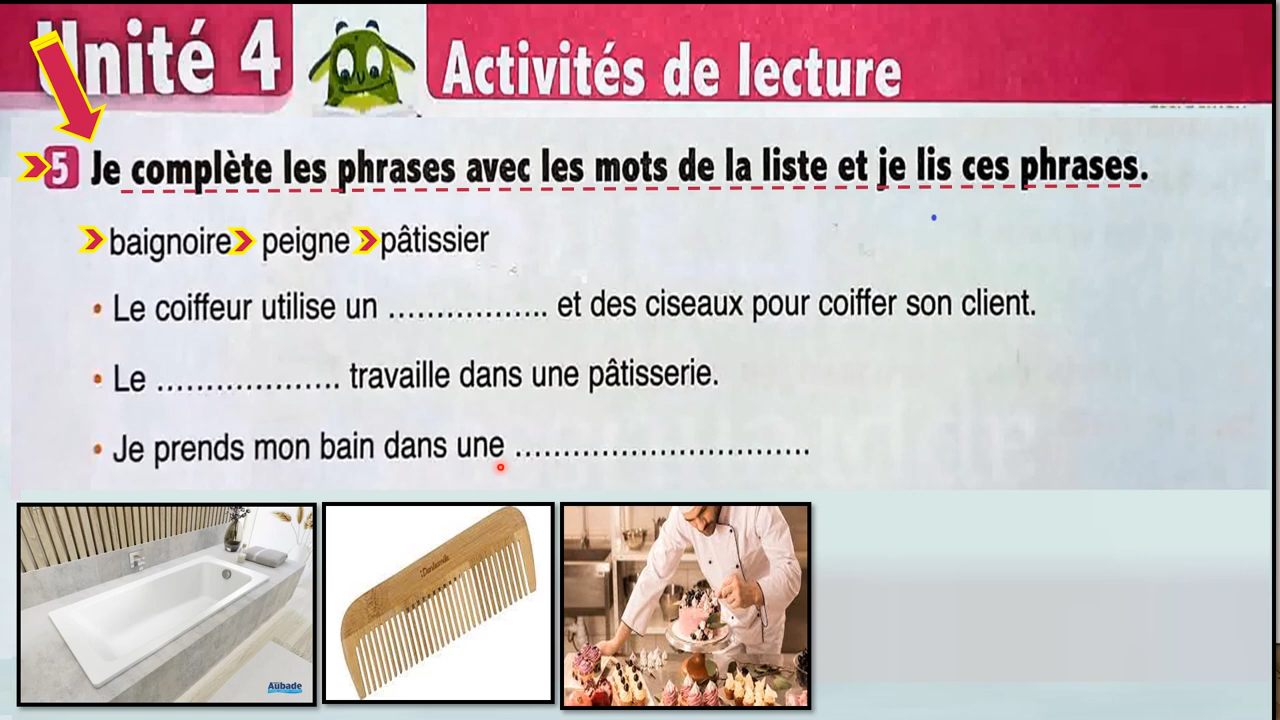 Unité 4
Activités de lecture
5 Je complète les phrases avec les mots de la liste et je lis ces phrases.
baignoire peigne pâtissier
• Le coiffeur utilise un ................. et des ciseaux pour coiffer son client.
• Le ................... travaille dans une pâtisserie.
• Je prends mon bain dans une ...............................
Aubade